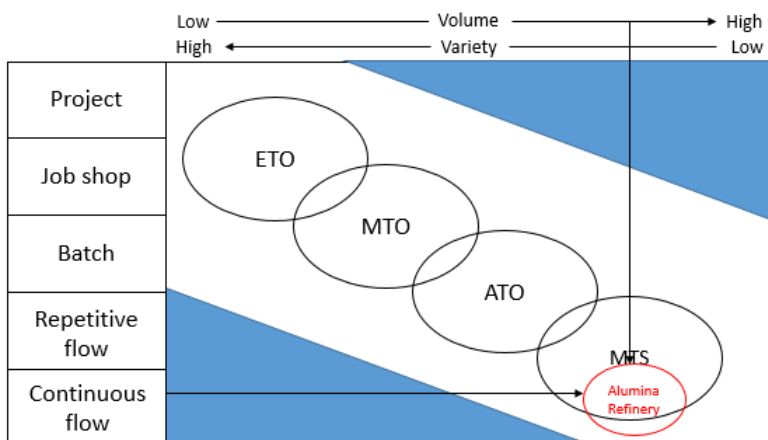 Low Volume High
High Variety Low
Project
Job shop
Batch
Repetitive
flow
Continuous
flow
ETO
MTO
ATO
MTS
Alumina
Refinery